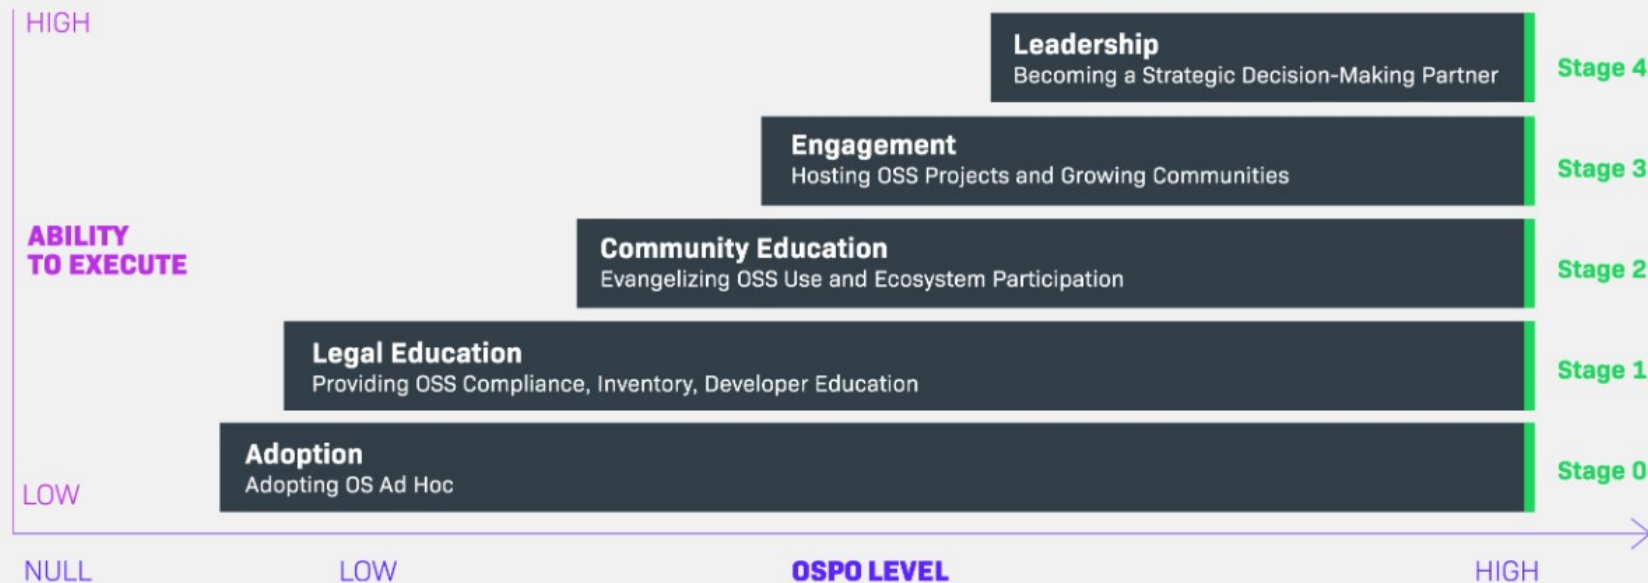 HIGH
Leadership
Becoming a Strategic Decision-Making Partner
Stage 4
Engagement
Hosting OSS Projects and Growing Communities
Stage 3
ABILITY
TO EXECUTE
Community Education
Evangelizing OSS Use and Ecosystem Participation
Stage 2
Legal Education
Providing OSS Compliance, Inventory, Developer Education
Stage 1
Adoption
Adopting OS Ad Hoc
Stage 0
LOW
NULL
LOW
OSPO LEVEL
HIGH